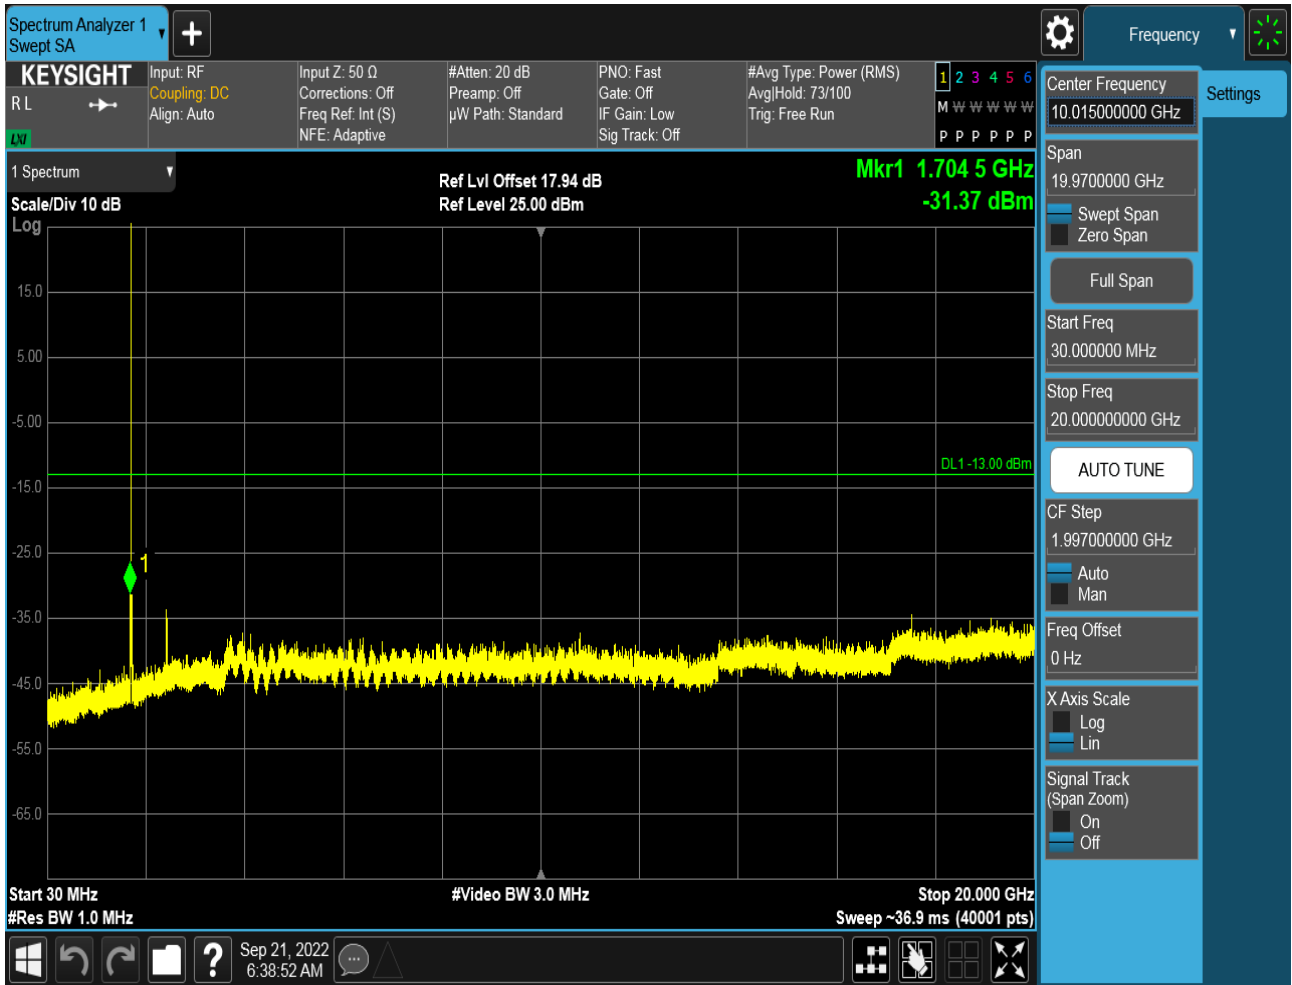 Spectrum Analyzer 1
Swept SA
Frequency
KEYSIGHT
R L
LXI
Input: RF
Coupling: DC
Align: Auto
Input Z: 50 Ω
Corrections: Off
Freq Ref: Int (S)
NFE: Adaptive
#Atten: 20 dB
Preamp: Off
µW Path: Standard
PNO: Fast
Gate: Off
IF Gain: Low
Sig Track: Off
#Avg Type: Power (RMS)
Avg|Hold: 73/100
Trig: Free Run
1 2 3 4 5 6
M W W W W W
P P P P P P
1 Spectrum
Scale/Div 10 dB
Log
Ref Lvl Offset 17.94 dB
Ref Level 25.00 dBm
Mkr1 1.704 5 GHz
-31.37 dBm
15.0
5.00
-5.00
-15.0
-25.0
-35.0
-45.0
-55.0
-65.0
DL1 -13.00 dBm
1
Start 30 MHz
#Res BW 1.0 MHz
#Video BW 3.0 MHz
Stop 20.000 GHz
Sweep ~36.9 ms (40001 pts)
Center Frequency
10.015000000 GHz
Settings
Span
19.9700000 GHz
Swept Span
Zero Span
Full Span
Start Freq
30.000000 MHz
Stop Freq
20.000000000 GHz
AUTO TUNE
CF Step
1.997000000 GHz
Auto
Man
Freq Offset
0 Hz
X Axis Scale
Log
Lin
Signal Track
(Span Zoom)
On
Off
?
Sep 21, 2022
6:38:52 AM